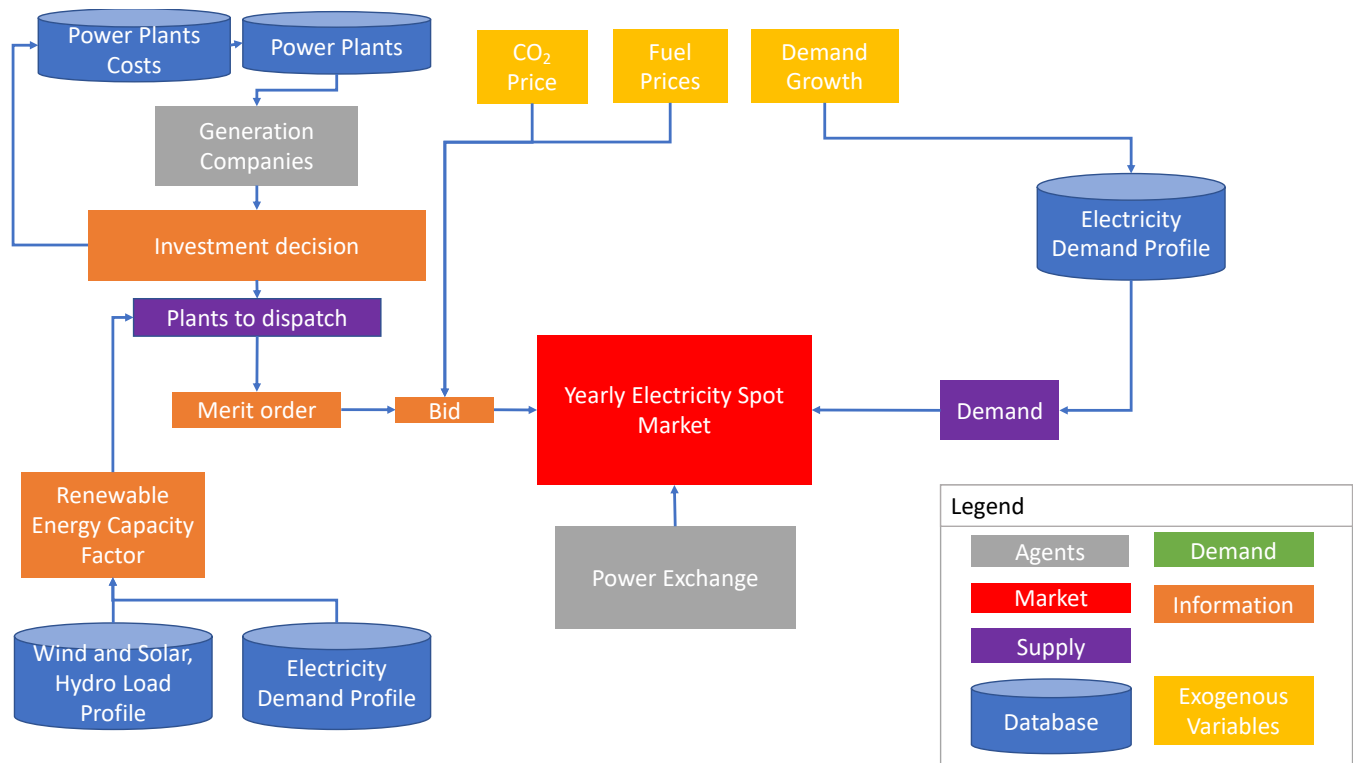 Power Plants
Costs
Power Plants
CO₂
Price
Fuel
Prices
Demand
Growth
Generation
Companies
Electricity
Demand Profile
Investment decision
Plants to dispatch
Merit order
Bid
Yearly Electricity Spot
Market
Demand
Renewable
Energy Capacity
Factor
Power Exchange
Wind and Solar,
Hydro Load
Profile
Electricity
Demand Profile
Legend
Agents
Demand
Market
Information
Supply
Database
Exogenous
Variables